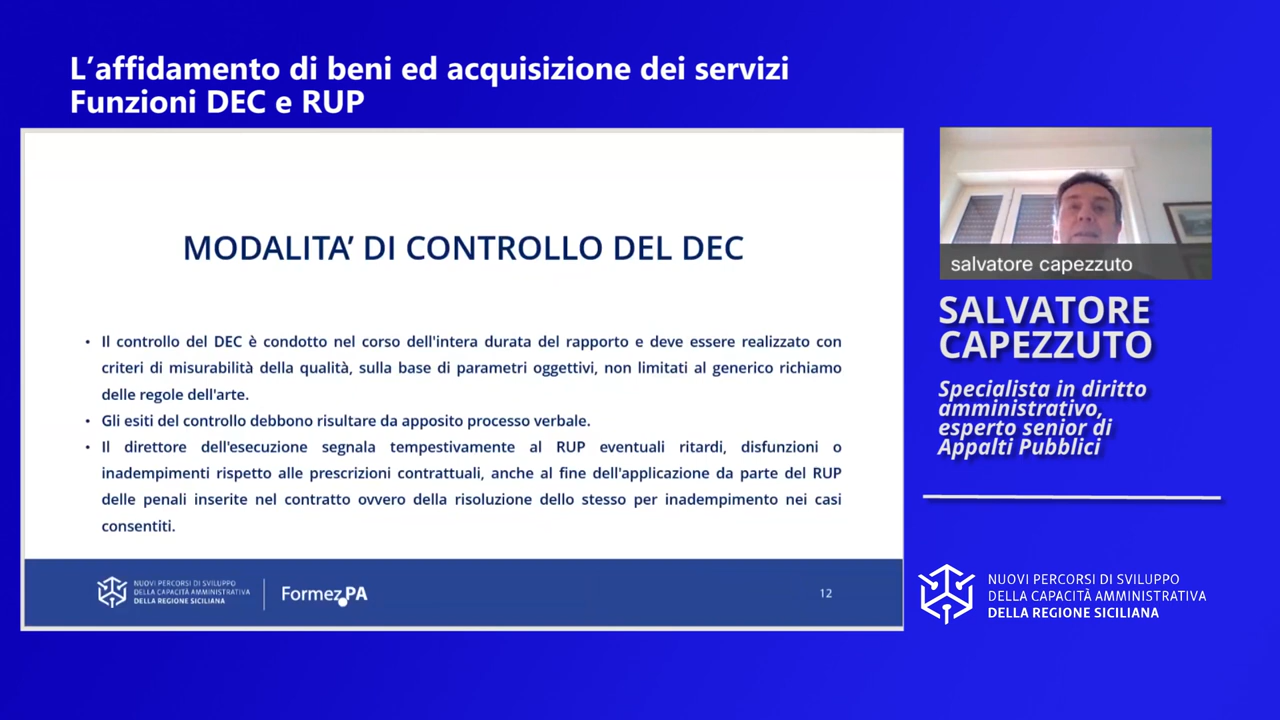 L'affidamento di beni ed acquisizione dei servizi
Funzioni DEC e RUP
MODALITA' DI CONTROLLO DEL DEC
• Il controllo del DEC è condotto nel corso dell'intera durata del rapporto e deve essere realizzato con
criteri di misurabilità della qualità, sulla base di parametri oggettivi, non limitati al generico richiamo
delle regole dell'arte.
• Gli esiti del controllo debbono risultare da apposito processo verbale.
• Il direttore dell'esecuzione segnala tempestivamente al RUP eventuali ritardi, disfunzioni o
inadempimenti rispetto alle prescrizioni contrattuali, anche al fine dell'applicazione da parte del RUP
delle penali inserite nel contratto ovvero della risoluzione dello stesso per inadempimento nei casi
consentiti.
NUOVI PERCORSI DI SVILUPPO
DELLA CAPACITÀ AMMINISTRATIVA
DELLA REGIONE SICILIANA
Formez PA
12
salvatore capezzuto
SALVATORE
CAPEZZUTO
Specialista in diritto
amministrativo,
esperto senior di
Appalti Pubblici
NUOVI PERCORSI DI SVILUPPO
DELLA CAPACITÀ AMMINISTRATIVA
DELLA REGIONE SICILIANA